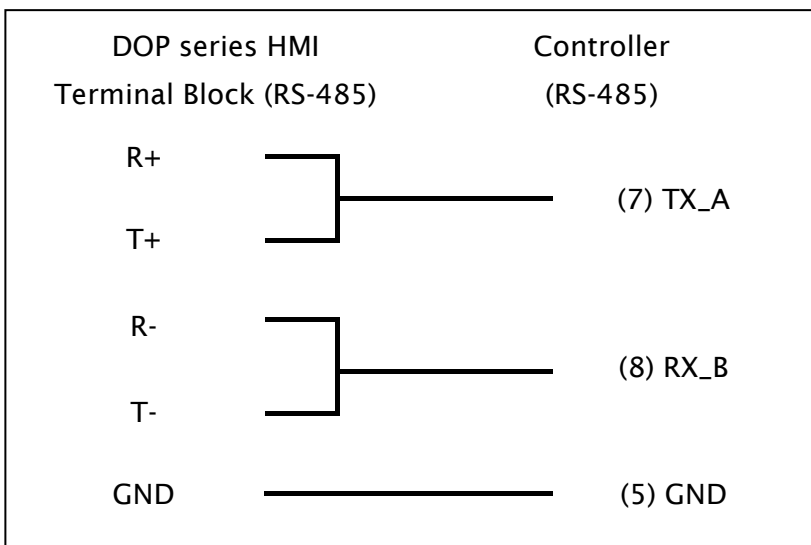 DOP series HMI
Controller
Terminal Block (RS-485)
(RS-485)
R+
(7) TX_A
T+
R-
(8) RX_B
T-
GND
(5) GND